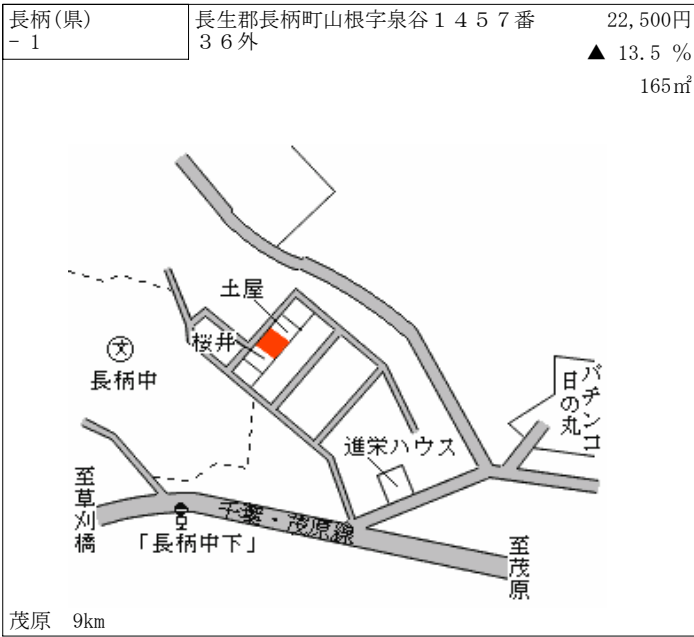 長柄(県)
- 1
長生郡長柄町山根字泉谷１４５７番
３６外
22,500円
▲ 13.5 %
165㎡
土屋
桜井
文
長柄中
パチンコ
日の丸
進栄ハウス
至草刈橋
千葉・茂原線
「長柄中下」
至茂原
茂原 9km